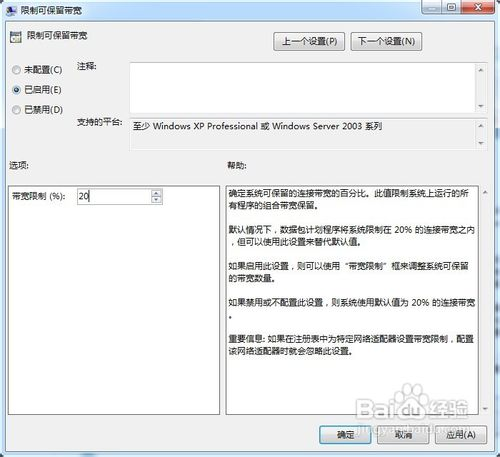 限制可保留带宽
限制可保留带宽
上一个设置(P)
下一个设置(N)
未配置(C)
注释:
已启用(E)
已禁用(D)
支持的平台:
至少 Windows XP Professional 或 Windows Server 2003 系列
选项:
帮助:
带宽限制 (%):
20
确定系统可保留的连接带宽的百分比。此值限制系统上运行的所
有程序的组合带宽保留。
默认情况下，数据包计划程序将系统限制在 20% 的连接带宽之内
，但可以使用此设置来替代默认值。
如果启用此设置，则可以使用“带宽限制”框来调整系统可保留
的带宽数量。
如果禁用或不配置此设置，则系统使用默认值为 20% 的连接带宽
。
重要信息: 如果在注册表中为特定网络适配器设置带宽限制，配置
该网络适配器时就会忽略此设置。
Baidu 经验
jingyan.baidu.com
确定
取消
应用(A)